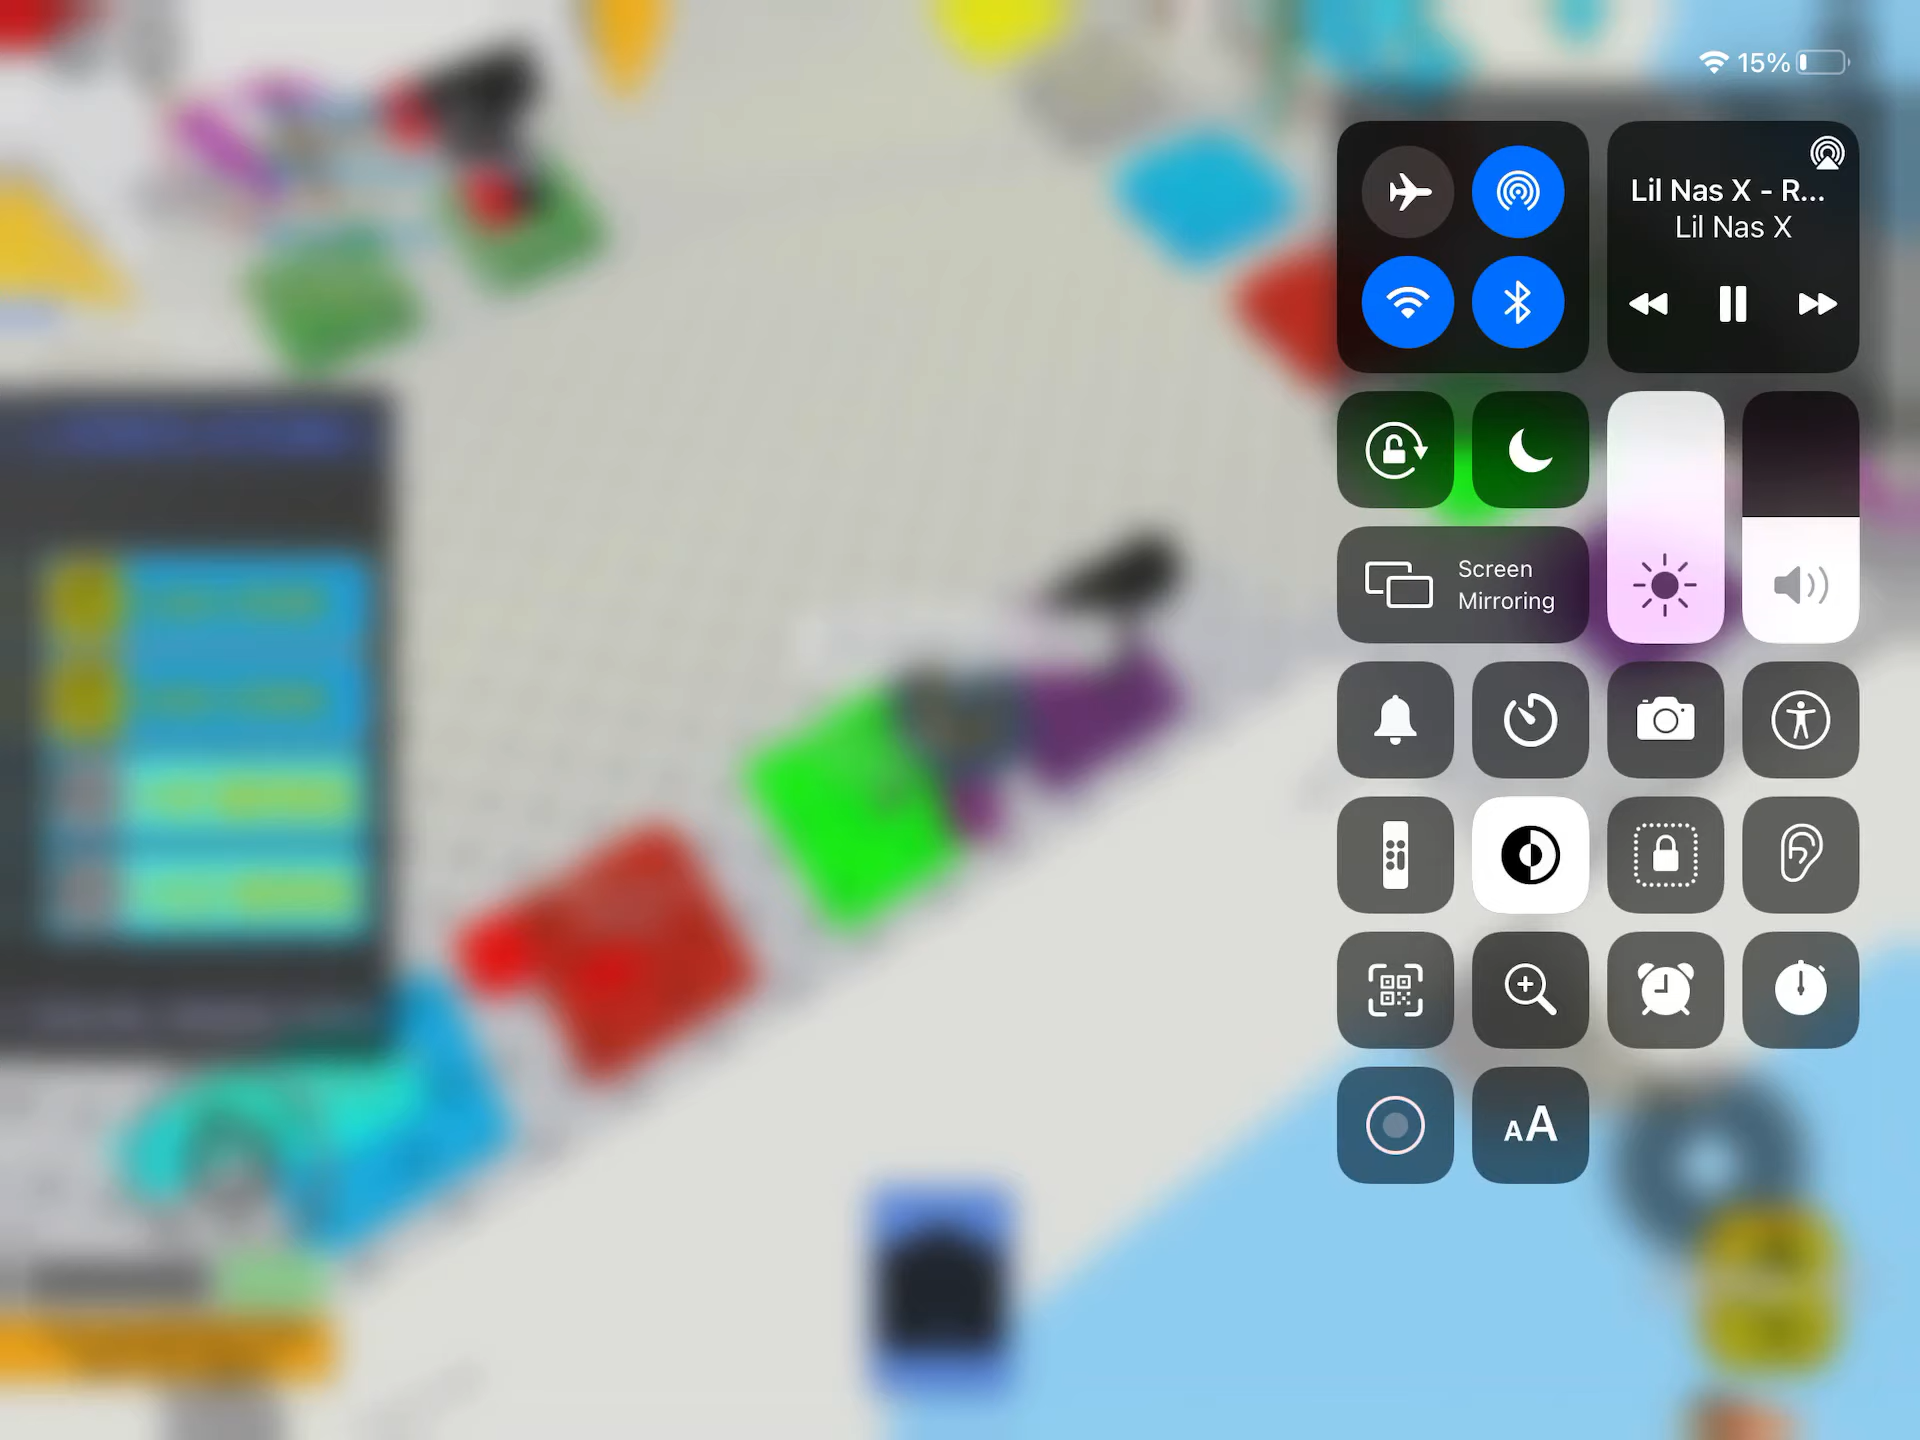 15%
Lil Nas X - R...
Lil Nas X
Screen
Mirroring
AA